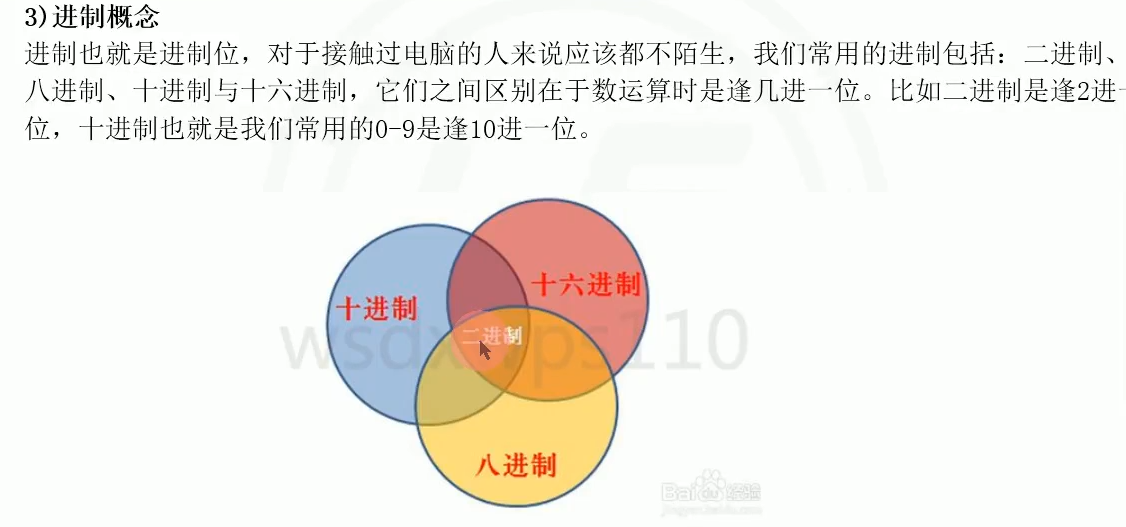 3)进制概念
进制也就是进制位，对于接触过电脑的人来说应该都不陌生，我们常用的进制包括：二进制、
八进制、十进制与十六进制，它们之间区别在于数运算时是逢几进一位。比如二进制是逢2进一
位，十进制也就是我们常用的0-9是逢10进一位。
十六进制
十进制
二进制
八进制
Baidu经验
jingyan.baidu.com